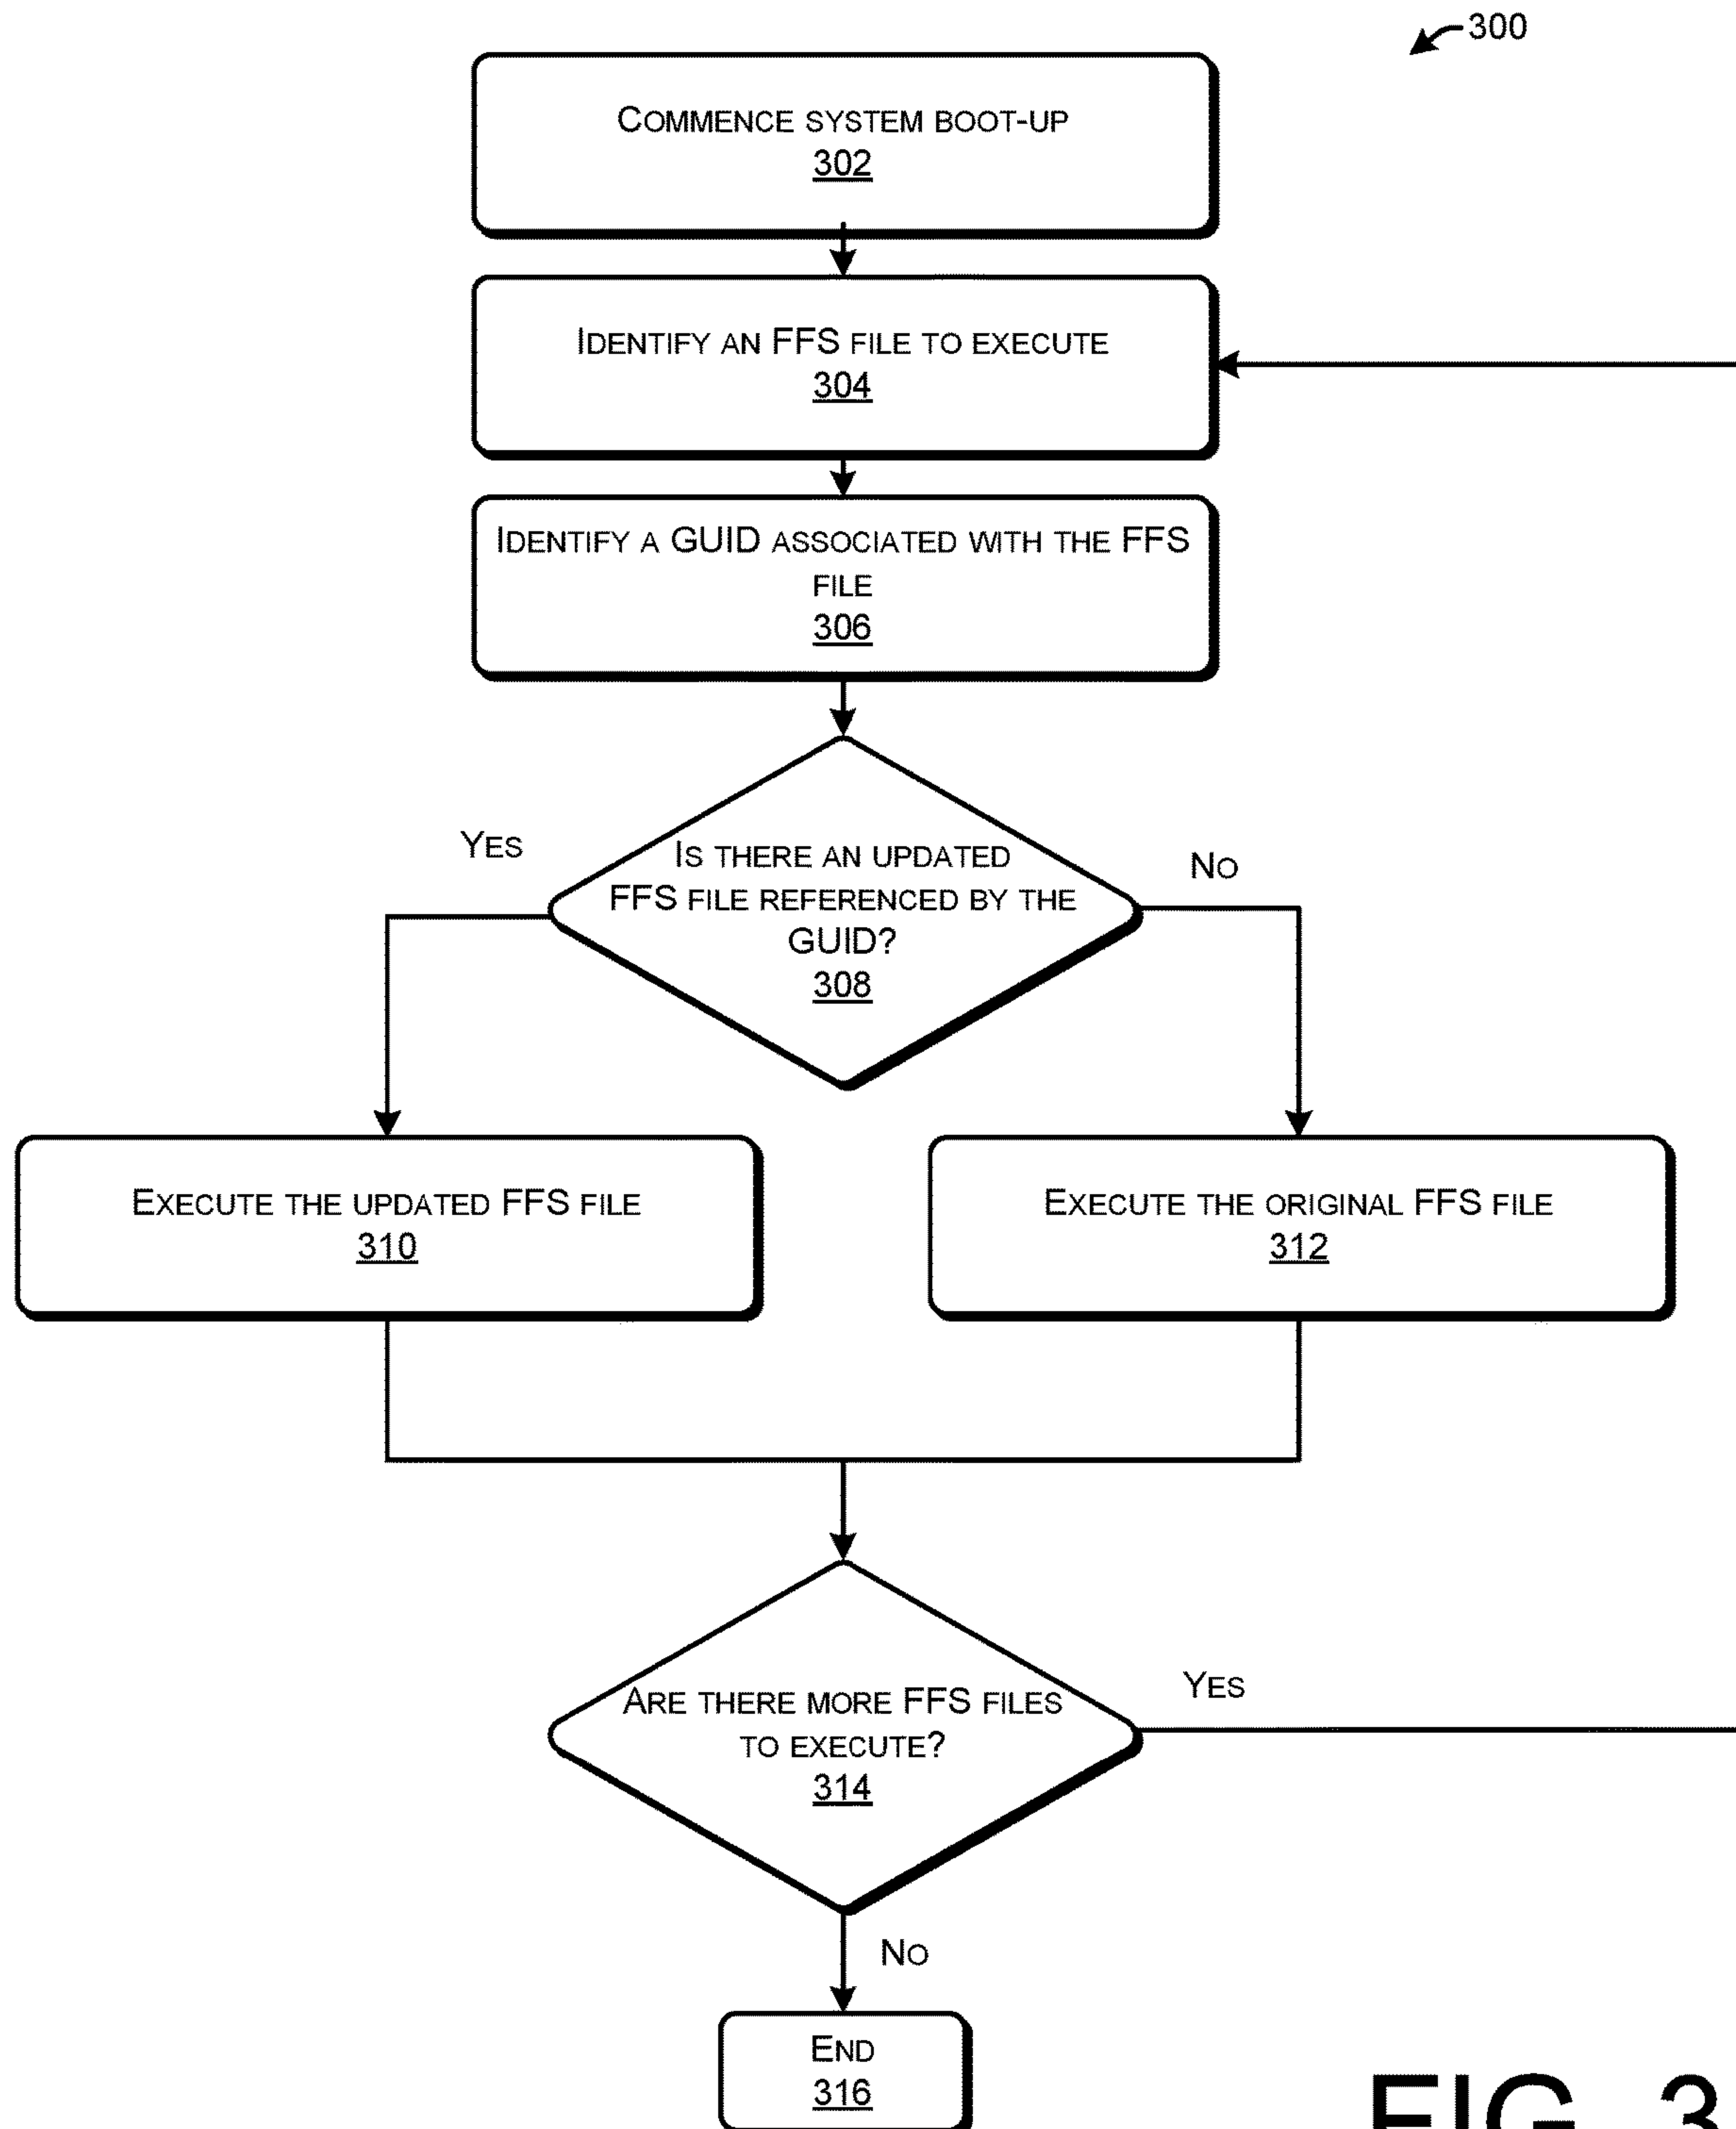 300
COMMENCE SYSTEM BOOT-UP
302
IDENTIFY AN FFS FILE TO EXECUTE
304
IDENTIFY A GUID ASSOCIATED WITH THE FFS
FILE
306
YES
IS THERE AN UPDATED
FFS FILE REFERENCED BY THE
GUID?
308
NO
EXECUTE THE UPDATED FFS FILE
310
EXECUTE THE ORIGINAL FFS FILE
312
ARE THERE MORE FFS FILES
TO EXECUTE?
314
YES
NO
END
316
FIG. 3